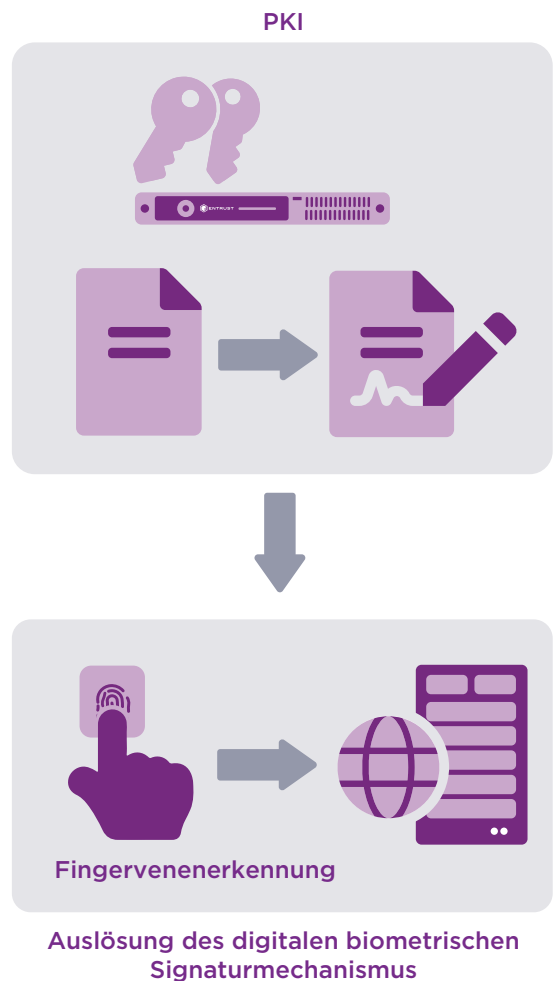 PKI
ENTRUST
Fingervenenerkennung
Auslösung des digitalen biometrischen
Signaturmechanismus